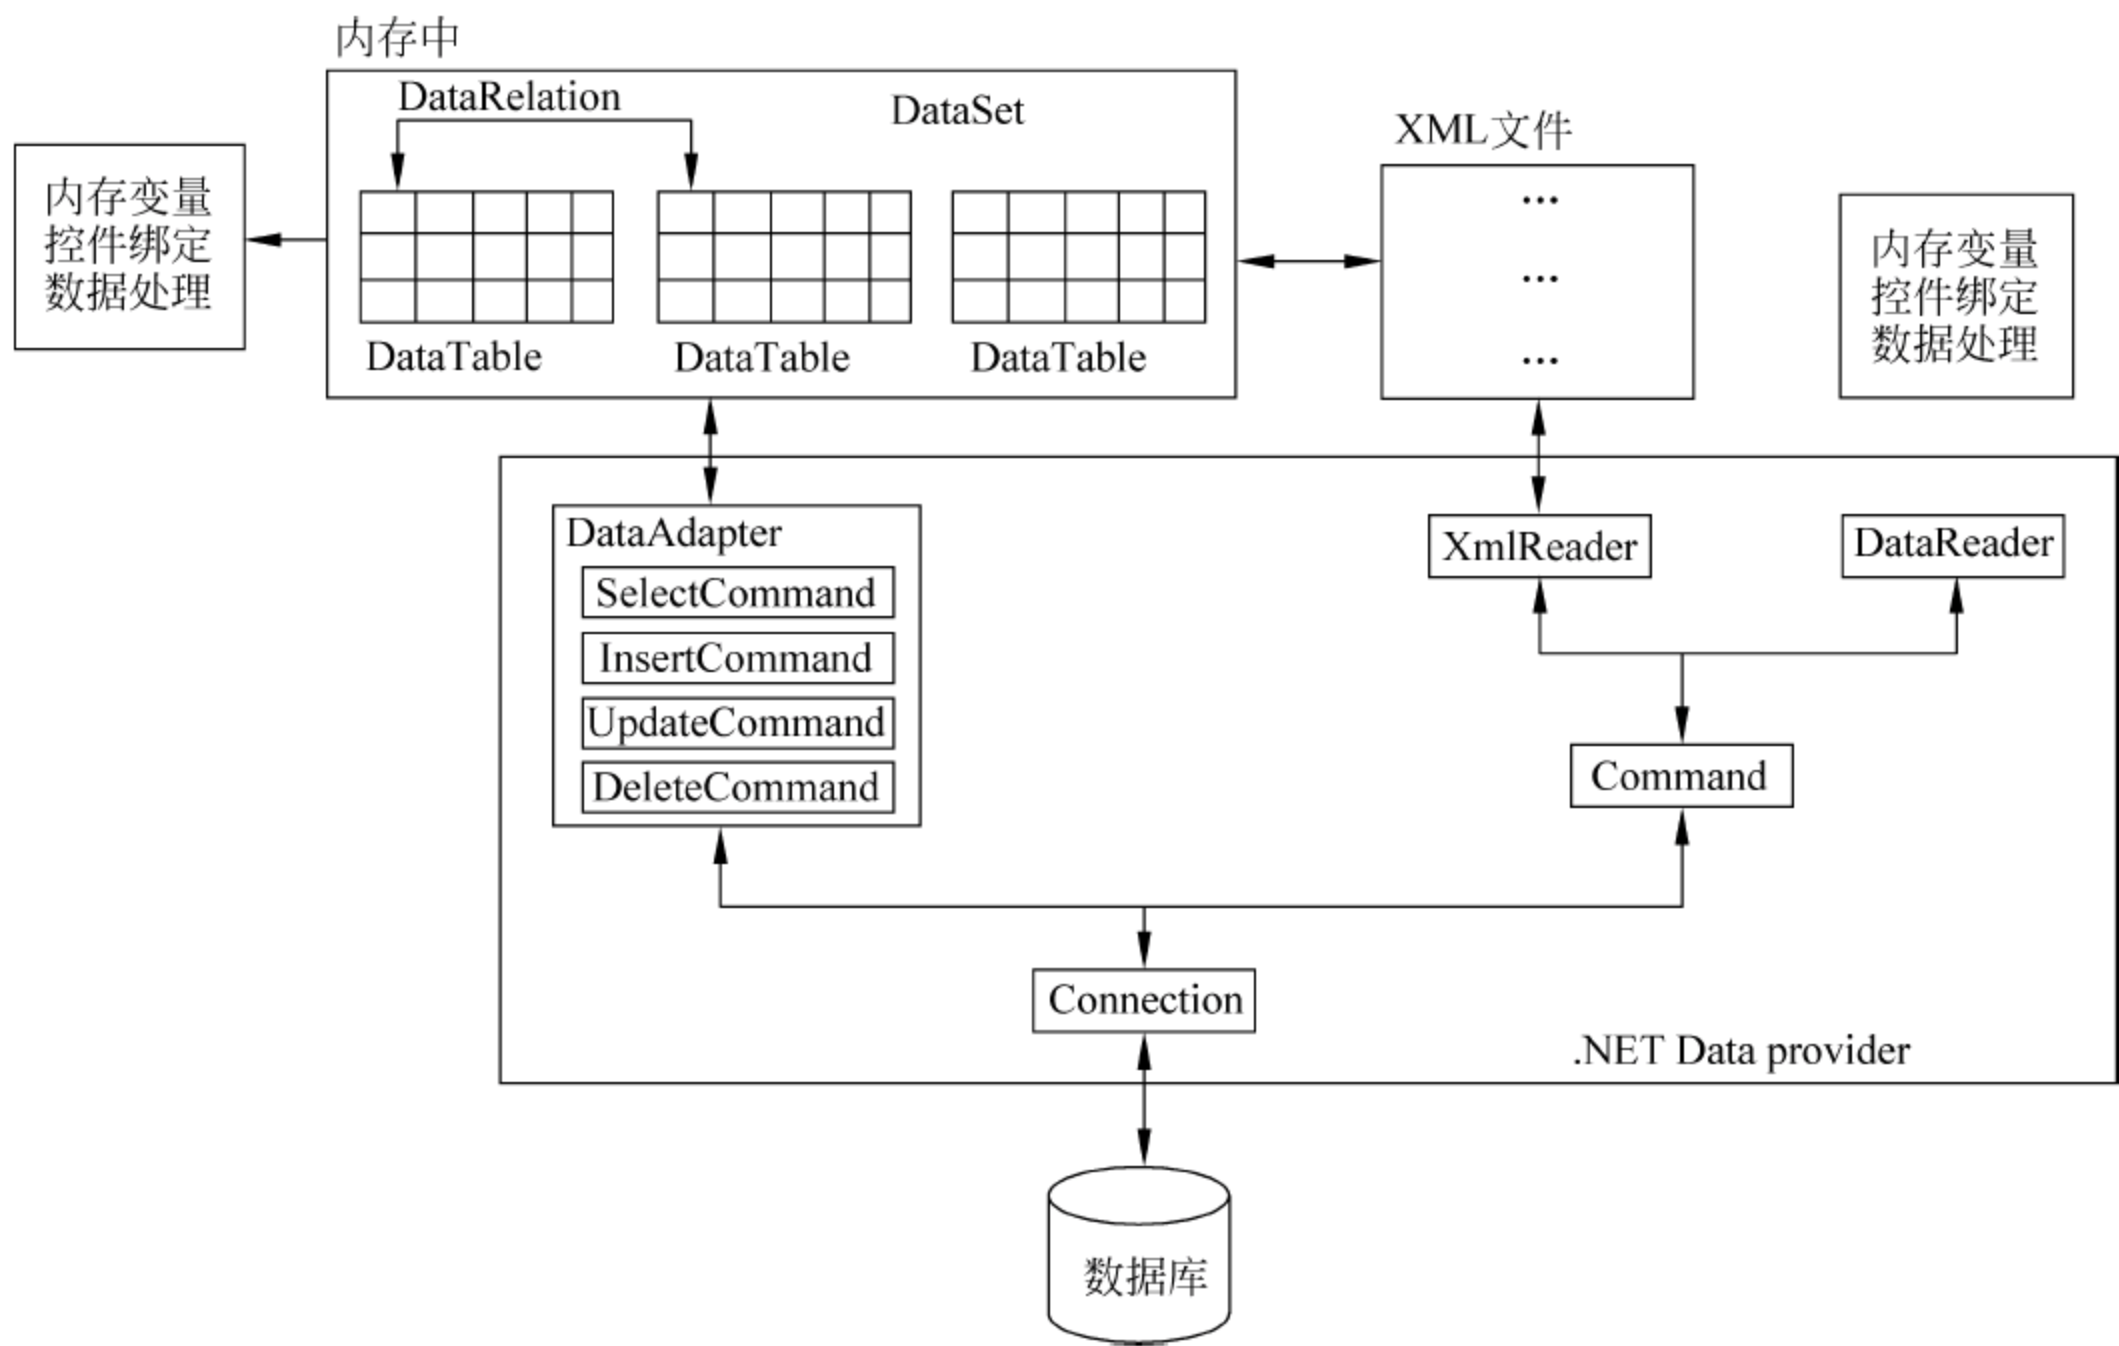 内存中
DataRelation
DataSet
XML文件
内存变量
控件绑定
数据处理
...
...
...
内存变量
控件绑定
数据处理
DataTable
DataTable
DataTable
DataAdapter
SelectCommand
InsertCommand
UpdateCommand
DeleteCommand
XmlReader
DataReader
Command
Connection
.NET Data provider
数据库